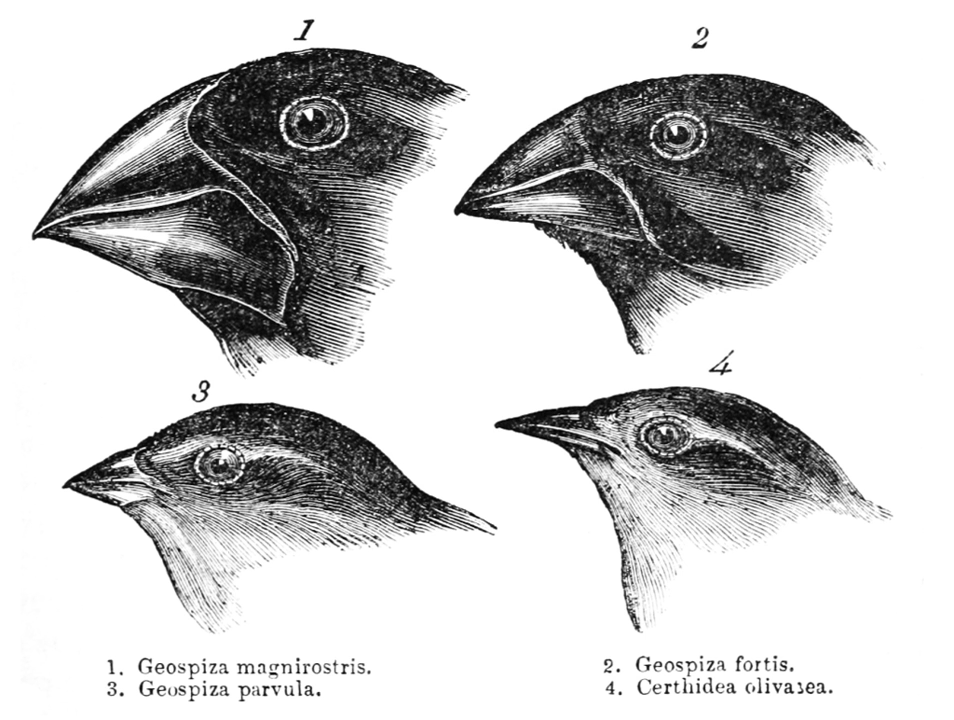 1
2
3
4
1. Geospiza magnirostris.
2. Geospiza fortis.
3. Geospiza parvula.
4. Certhidea olivasea.